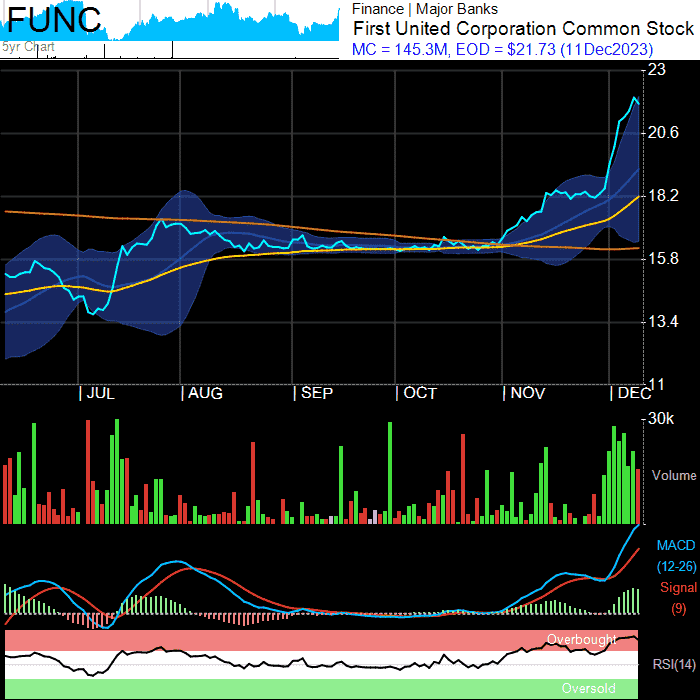 FUNC
5yr Chart
Finance | Major Banks
First United Corporation Common Stock
MC = 145.3M, EOD = $21.73 (11Dec2023)
23
20.6
18.2
15.8
13.4
11
JUL AUG SEP OCT NOV DEC
30k
Volume
MACD
(12-26)
Signal
(9)
Overbought
RSI(14)
Oversold